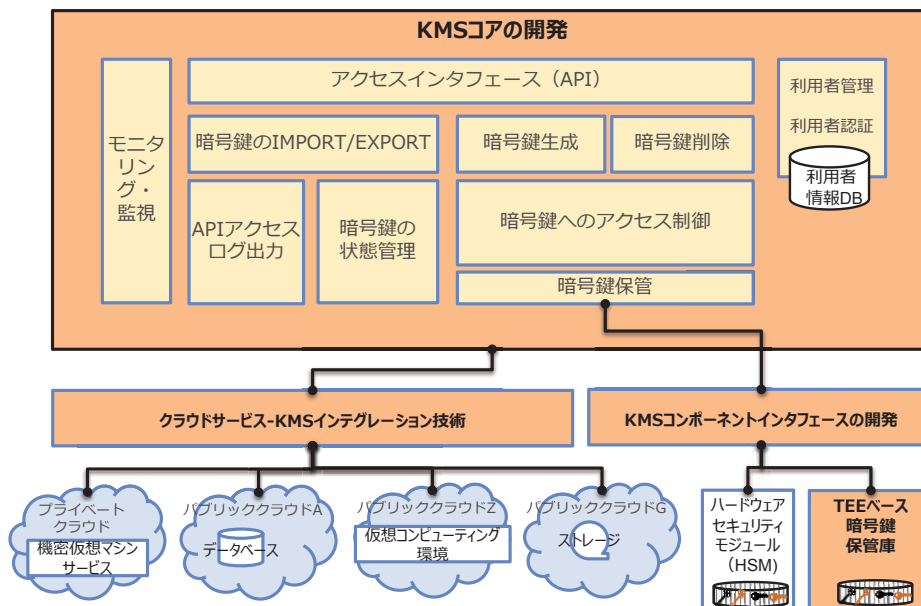 KMSコアの開発
アクセスインタフェース（API）
モニタ
リン
グ・
監視
暗号鍵のIMPORT/EXPORT
暗号鍵生成
暗号鍵削除
利用者管理
利用者認証
利用者
情報DB
APIアクセス
ログ出力
暗号鍵の
状態管理
暗号鍵へのアクセス制御
暗号鍵保管
クラウドサービス-KMSインテグレーション技術
KMSコンポーネントインタフェースの開発
プライベート
クラウド
機密仮想マシン
サービス
パブリッククラウドA
データベース
パブリッククラウドZ
仮想コンピューティング
環境
パブリッククラウドG
ストレージ
ハードウェア
セキュリティ
モジュール
（HSM)
TEEベース
暗号鍵
保管庫